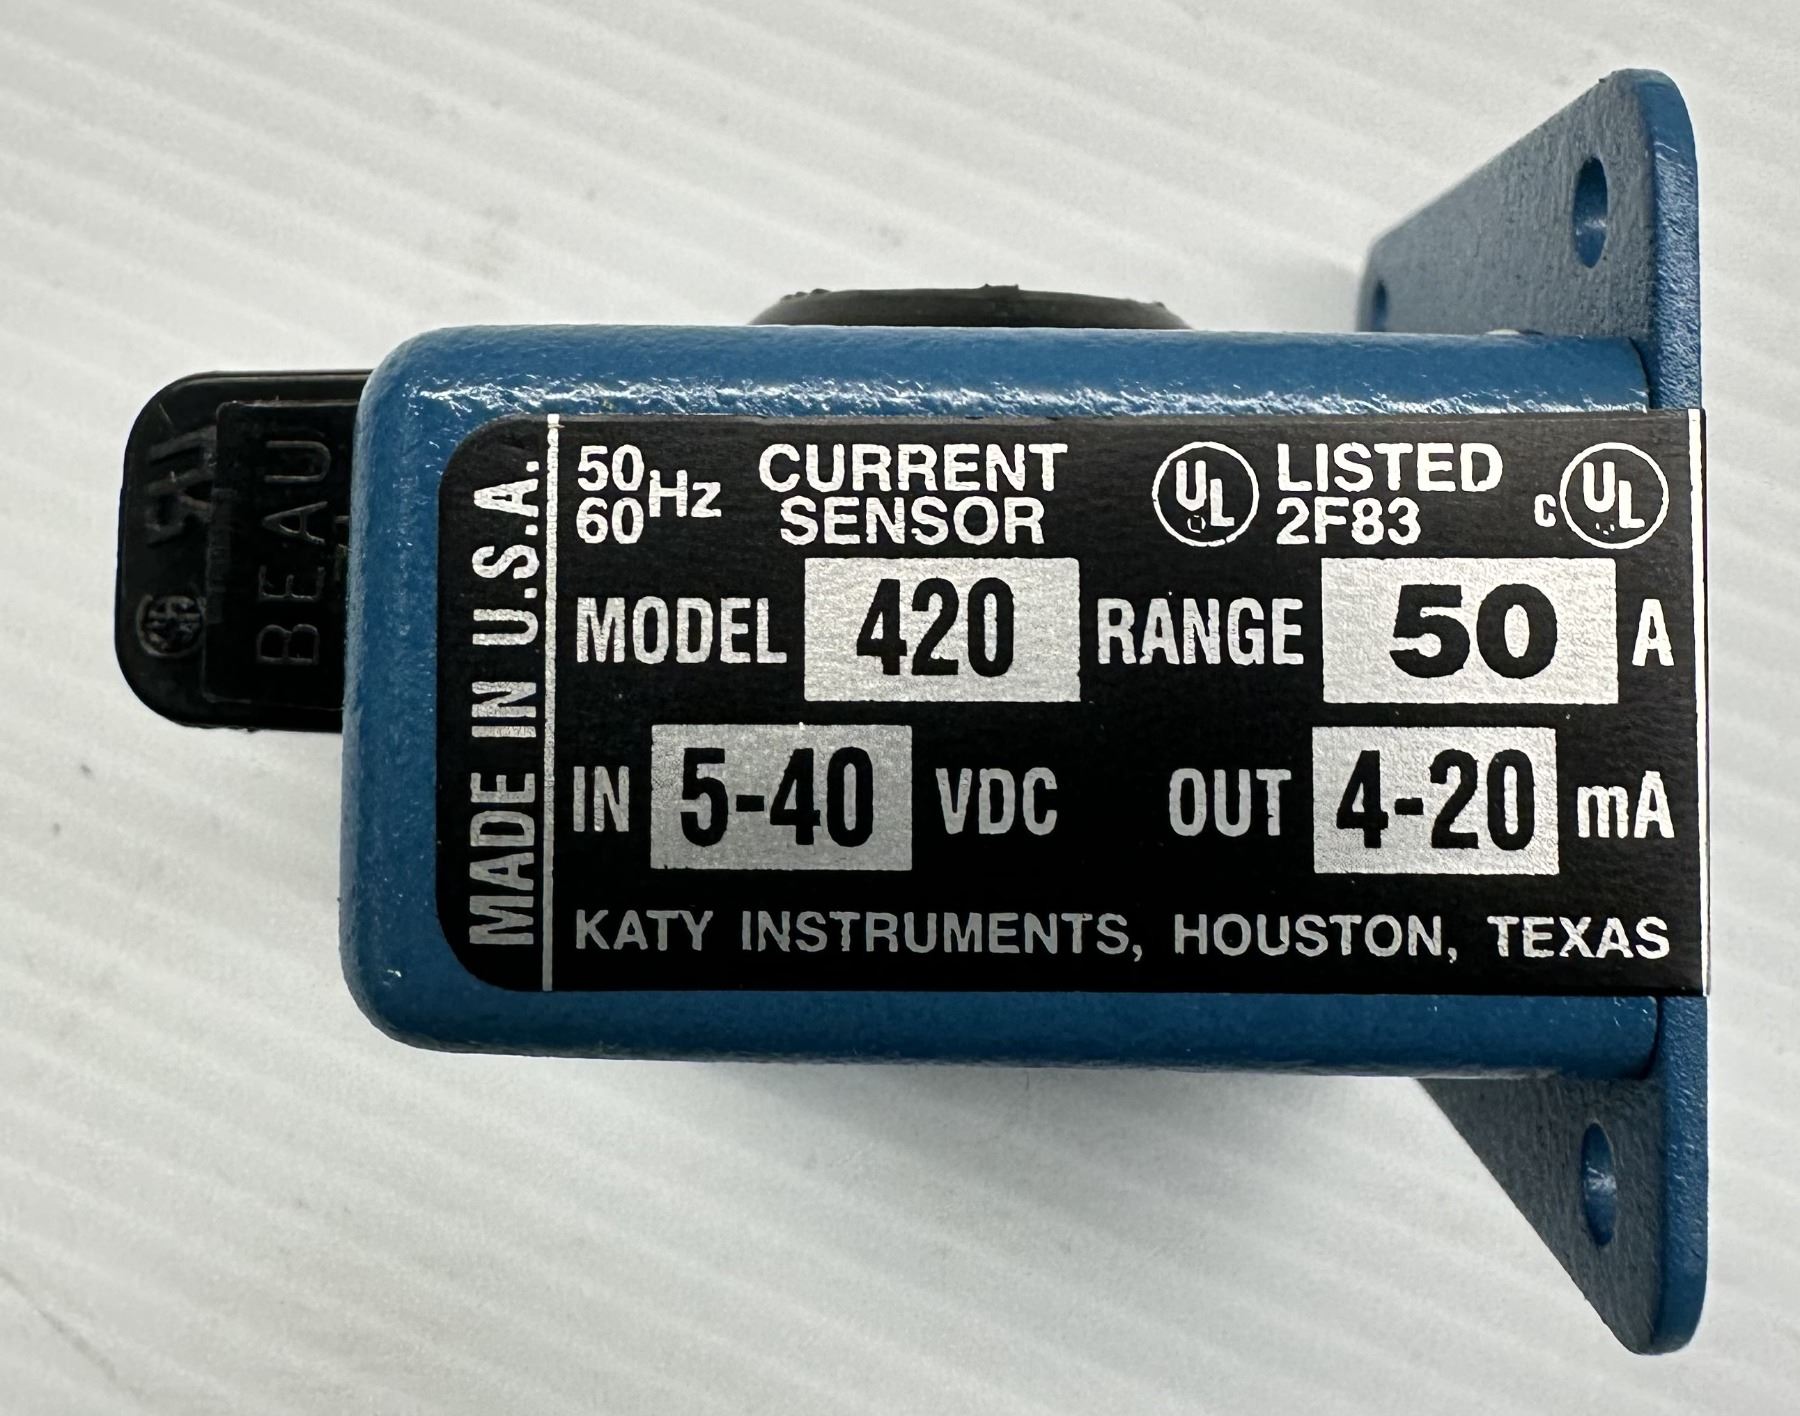 MADE IN U.S.A.
50
60 Hz
CURRENT
SENSOR
UL
LISTED
2F83
c UL
MODEL 420 RANGE 50 A
IN 5-40 VDC OUT 4-20 mA
KATY INSTRUMENTS, HOUSTON, TEXAS
BEAU